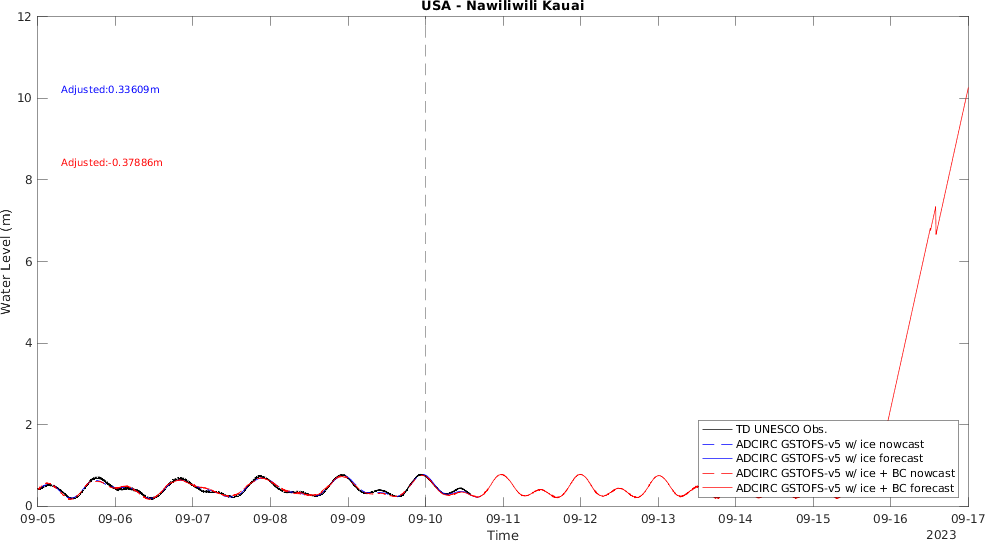 USA - Nawiliwili Kauai
12
10
8
6
4
2
0
Water Level (m)
Adjusted:0.33609m
Adjusted:-0.37886m
TD UNESCO Obs.
ADCIRC GSTOFS-v5 w/ ice nowcast
ADCIRC GSTOFS-v5 w/ ice forecast
ADCIRC GSTOFS-v5 w/ ice + BC nowcast
ADCIRC GSTOFS-v5 w/ ice + BC forecast
09-05 09-06 09-07 09-08 09-09 09-10 09-11 09-12 09-13 09-14 09-15 09-16 09-17
Time
2023